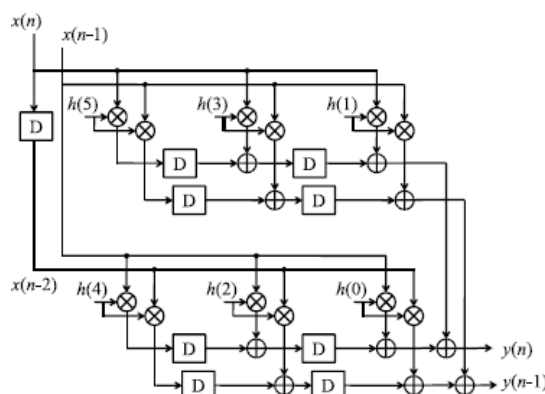 x(n)
x(n-1)
h(5)
h(3)
h(1)
D
D
D
D
D
x(n-2)
h(4)
h(2)
h(0)
D
D
y(n)
D
D
y(n-1)